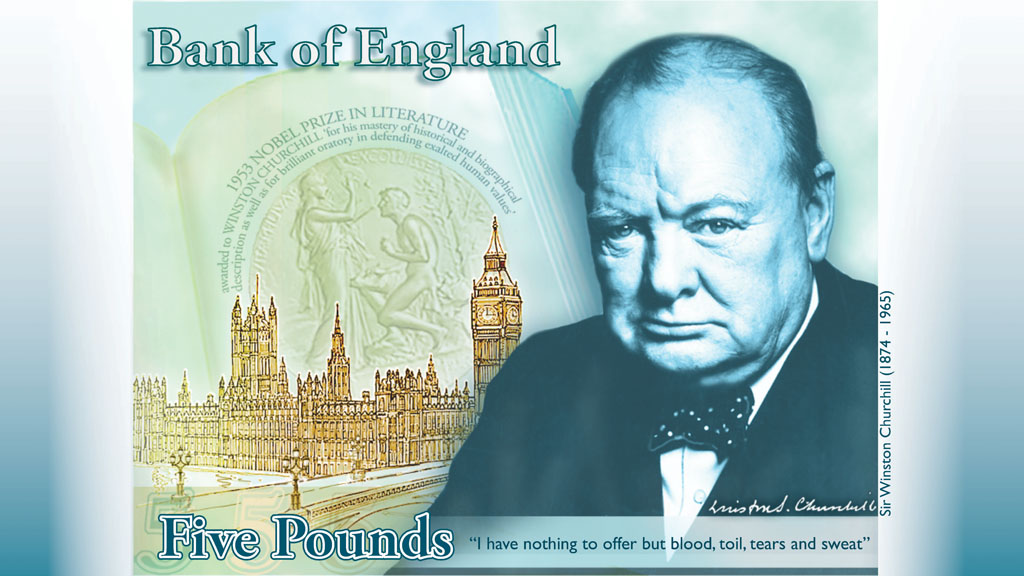 Bank of England
1953 NOBEL PRIZE IN LITERATURE
awarded to WINSTON CHURCHILL 'for his mastery of historical and biographical
description as well as for brilliant oratory in defending exalted human values'
Sir Winston Churchill (1874 - 1965)
Winston S. Churchill
5 5
Five Pounds
“I have nothing to offer but blood, toil, tears and sweat”